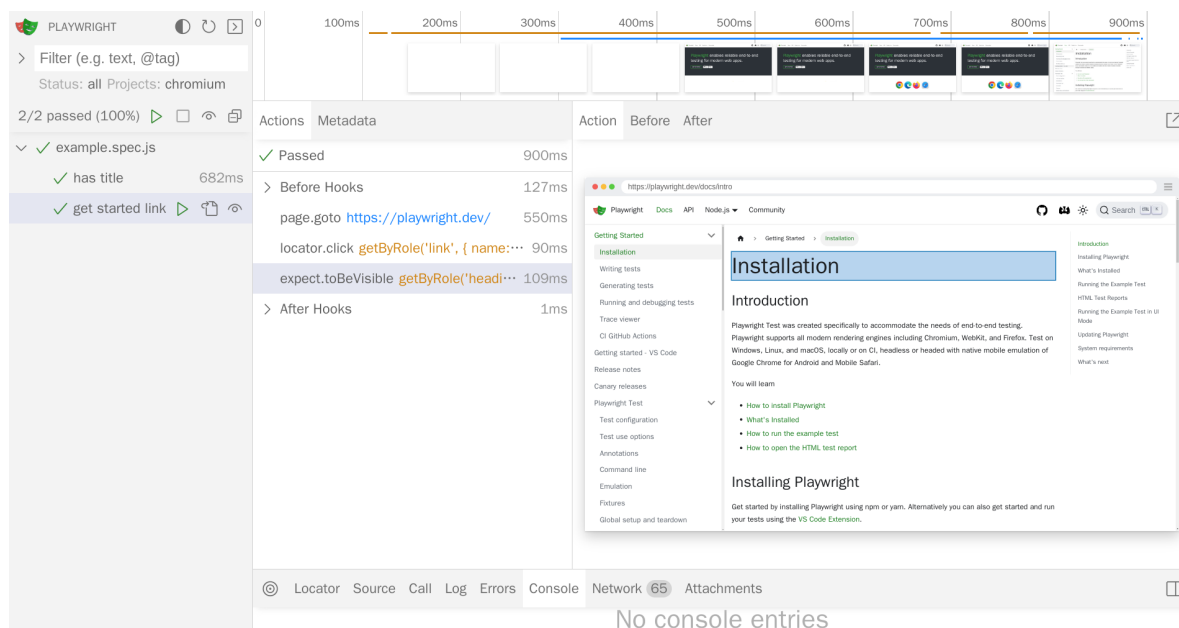 PLAYWRIGHT
Filter (e.g. text, @tag)
Status: all Projects: chromium
2/2 passed (100%)
example.spec.js
has title 682ms
get started link
0 100ms 200ms 300ms 400ms 500ms 600ms 700ms 800ms 900ms
Actions Metadata
Passed 900ms
Before Hooks 127ms
page.goto https://playwright.dev/ 550ms
locator.click getByRole('link', { name:··· 90ms
expect.toBeVisible getByRole('headi··· 109ms
After Hooks 1ms
Action Before After
https://playwright.dev/docs/intro
Playwright Docs API Node.js Community Search
Getting Started
Installation
Writing tests
Generating tests
Running and debugging tests
Trace viewer
CI GitHub Actions
Getting started - VS Code
Release notes
Canary releases
Playwright Test
Test configuration
Test use options
Annotations
Command line
Emulation
Fixtures
Global setup and teardown
Getting Started Installation
Installation
Introduction
Playwright Test was created specifically to accommodate the needs of end-to-end testing.
Playwright supports all modern rendering engines including Chromium, WebKit, and Firefox. Test on
Windows, Linux, and macOS, locally or on CI, headless or headed with native mobile emulation of
Google Chrome for Android and Mobile Safari.
You will learn
How to install Playwright
What's Installed
How to run the example test
How to open the HTML test report
Installing Playwright
Get started by installing Playwright using npm or yarn. Alternatively you can also get started and run
your tests using the VS Code Extension.
Introduction
Installing Playwright
What's Installed
Running the Example Test
HTML Test Reports
Running the Example Test in UI
Mode
Updating Playwright
System requirements
What's next
Locator Source Call Log Errors Console Network 65 Attachments
No console entries